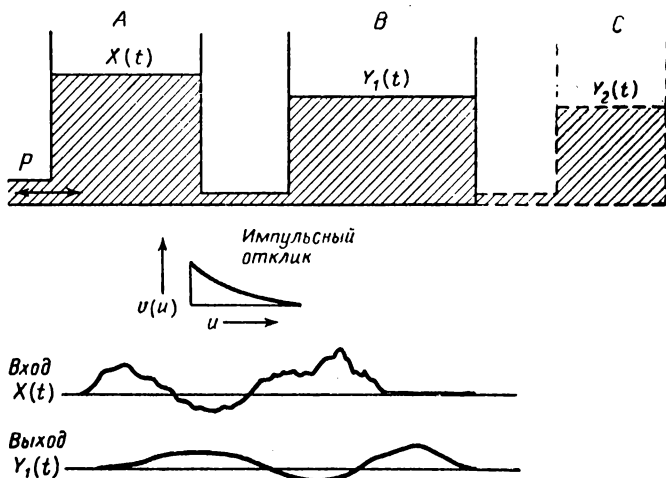 A B C
X(t) Y₁(t) Y₂(t)
P
Импульсный
отклик
υ(u)
u
Вход
X(t)
Выход
Y₁(t)